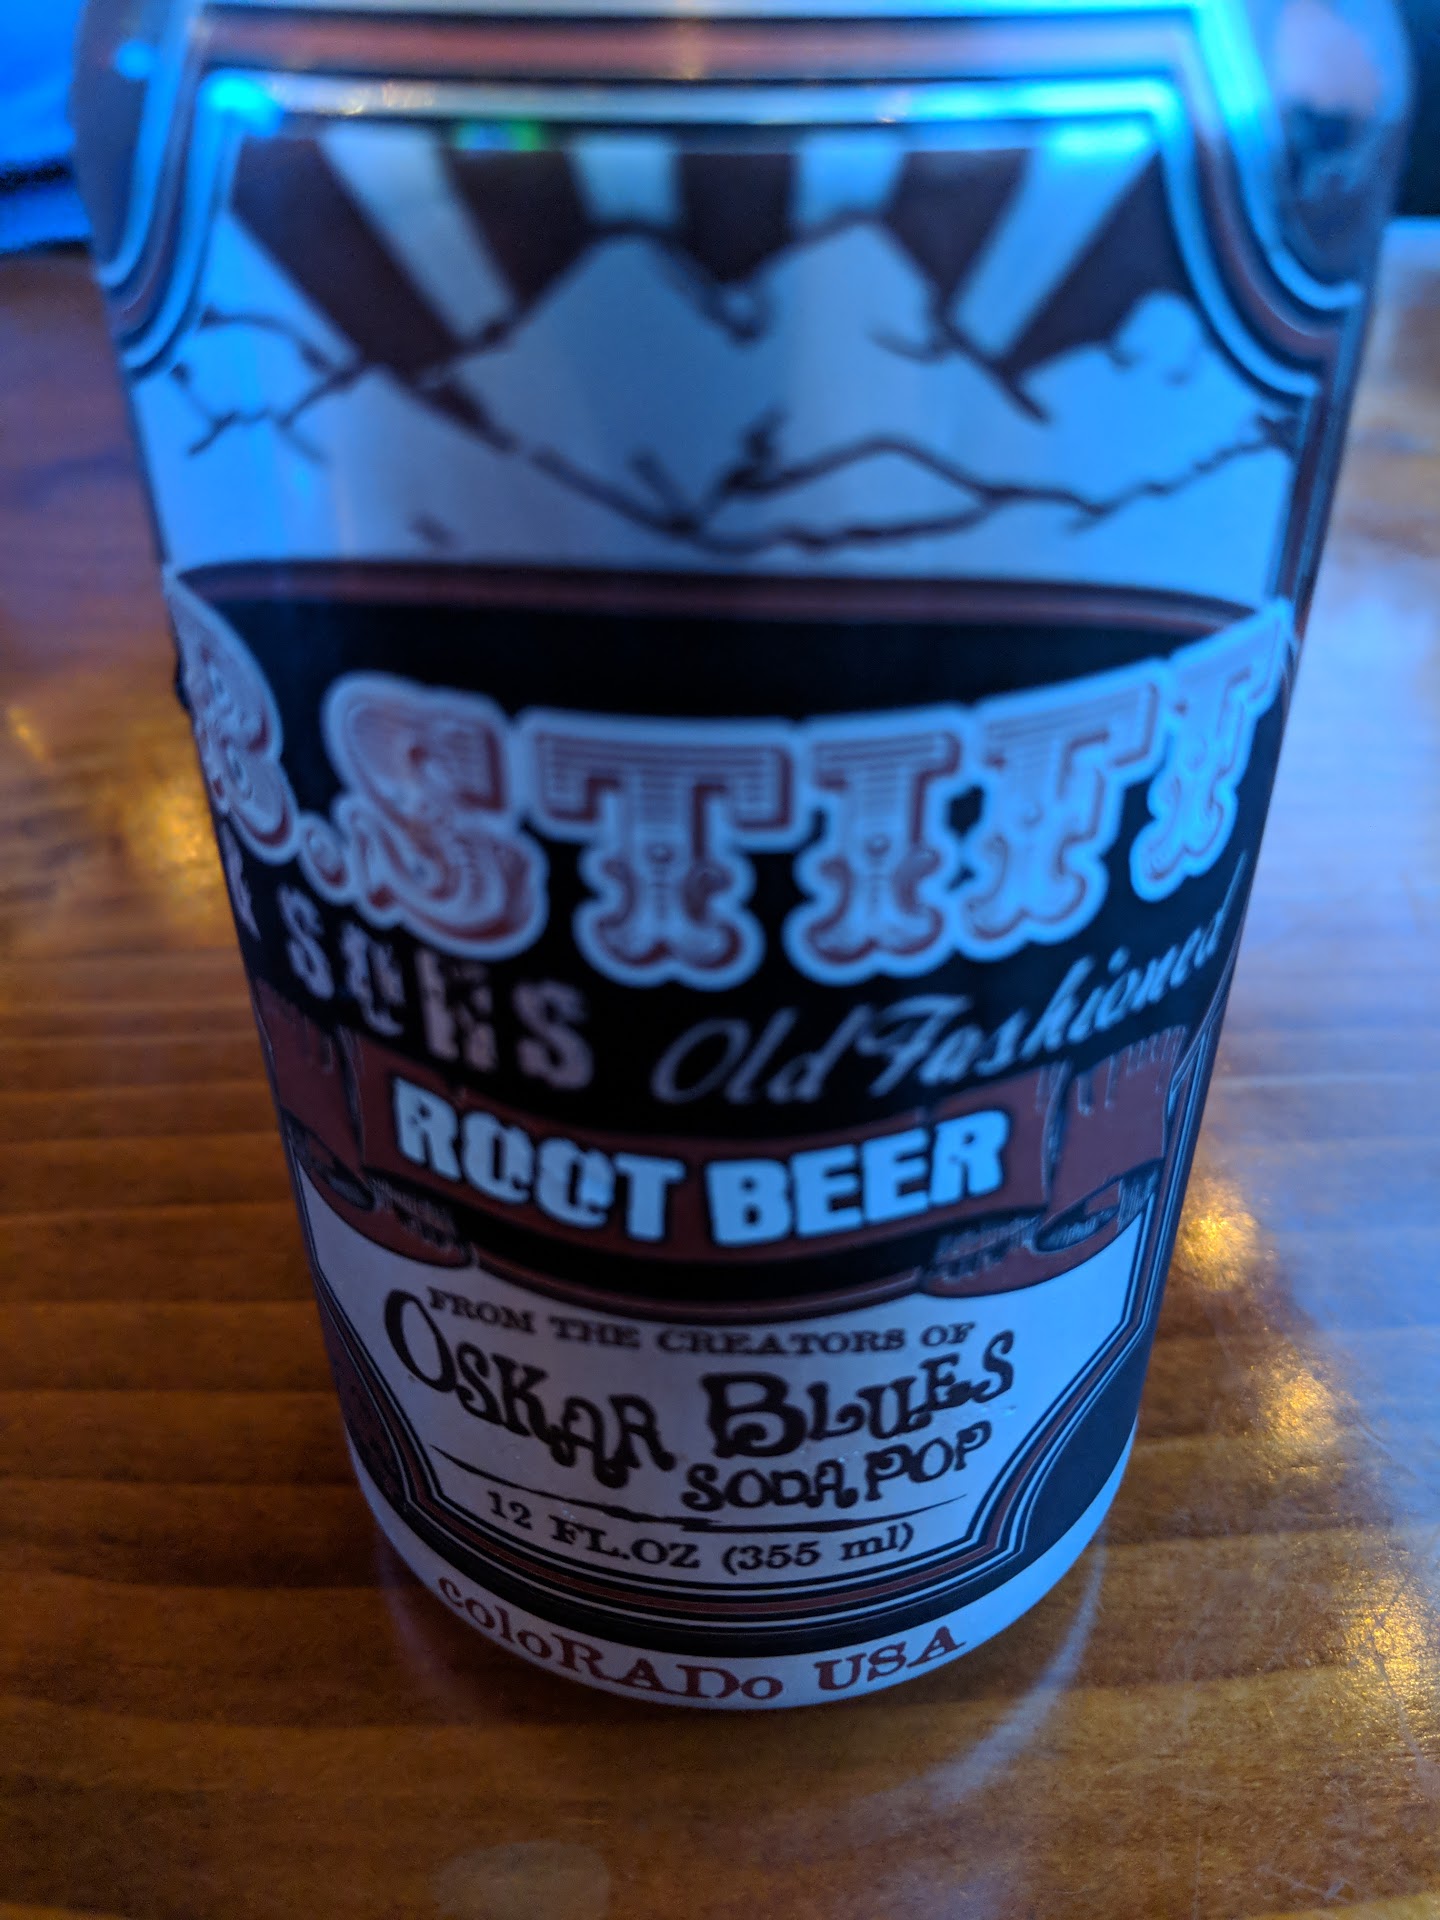 B.STIFF
& SONS Old Fashioned
ROOT BEER
FROM THE CREATORS OF
OSKAR BLUES
SODA POP
12 FL.OZ (355 ml)
coloRADo USA